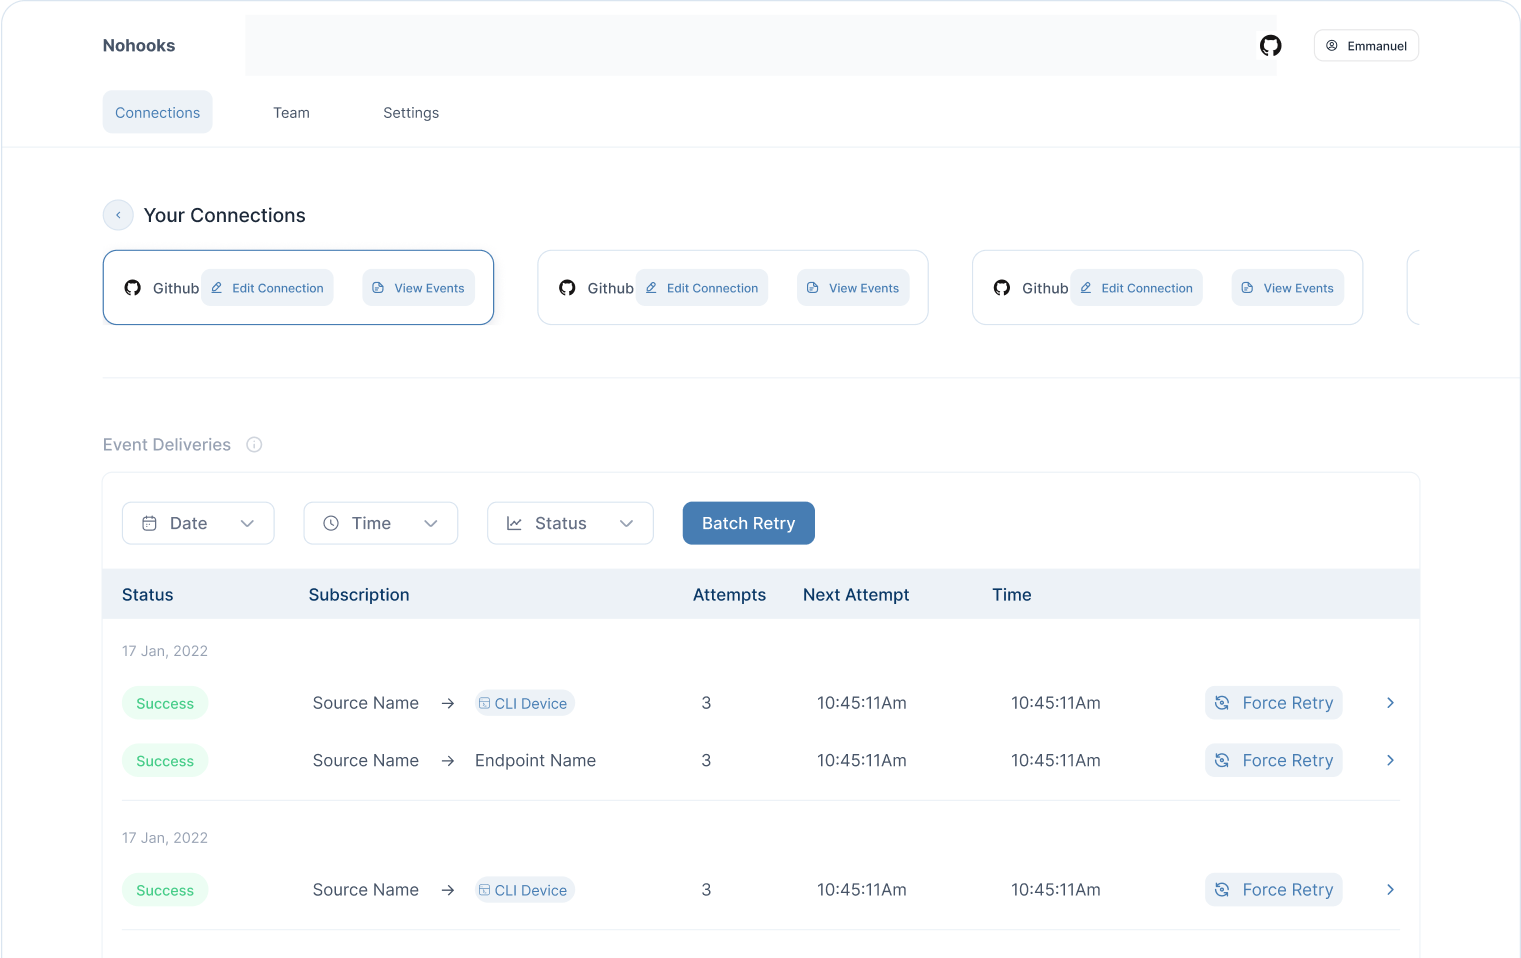 Nohooks
Emmanuel
Connections Team Settings
Your Connections
Github Edit Connection View Events Github Edit Connection View Events Github Edit Connection View Events
Event Deliveries
Date Time Status Batch Retry
Status Subscription Attempts Next Attempt Time
17 Jan, 2022
Success Source Name → CLI Device 3 10:45:11Am 10:45:11Am Force Retry
Success Source Name → Endpoint Name 3 10:45:11Am 10:45:11Am Force Retry
17 Jan, 2022
Success Source Name → CLI Device 3 10:45:11Am 10:45:11Am Force Retry